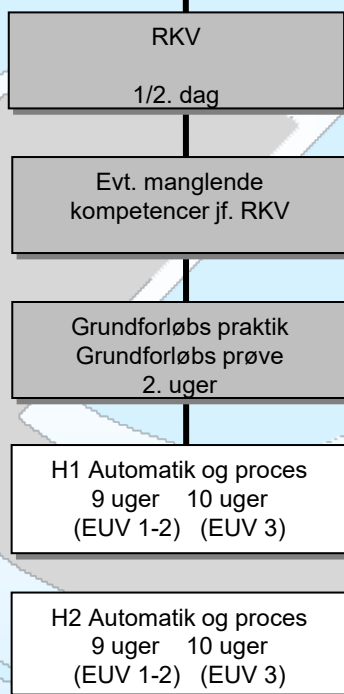 RKV
1/2. dag
Evt. manglende
kompetencer jf. RKV
Grundforløbs praktik
Grundforløbs prøve
2. uger
H1 Automatik og proces
9 uger 10 uger
(EUV 1-2) (EUV 3)
H2 Automatik og proces
9 uger 10 uger
(EUV 1-2) (EUV 3)